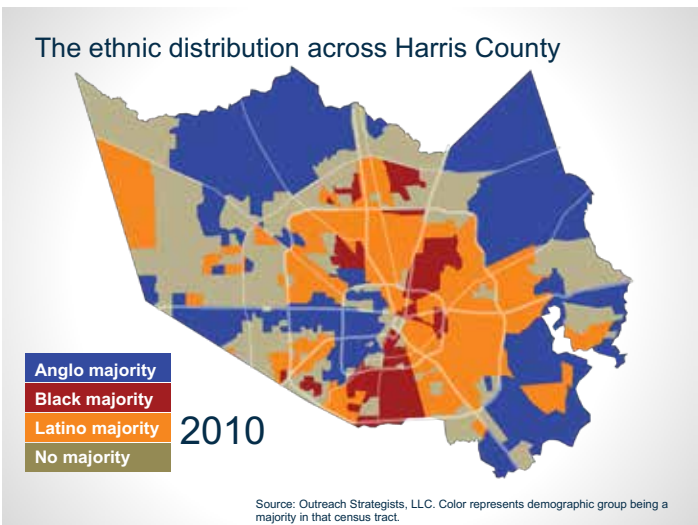 The ethnic distribution across Harris County
Anglo majority
Black majority
Latino majority
No majority
2010
Source: Outreach Strategists, LLC. Color represents demographic group being a
majority in that census tract.